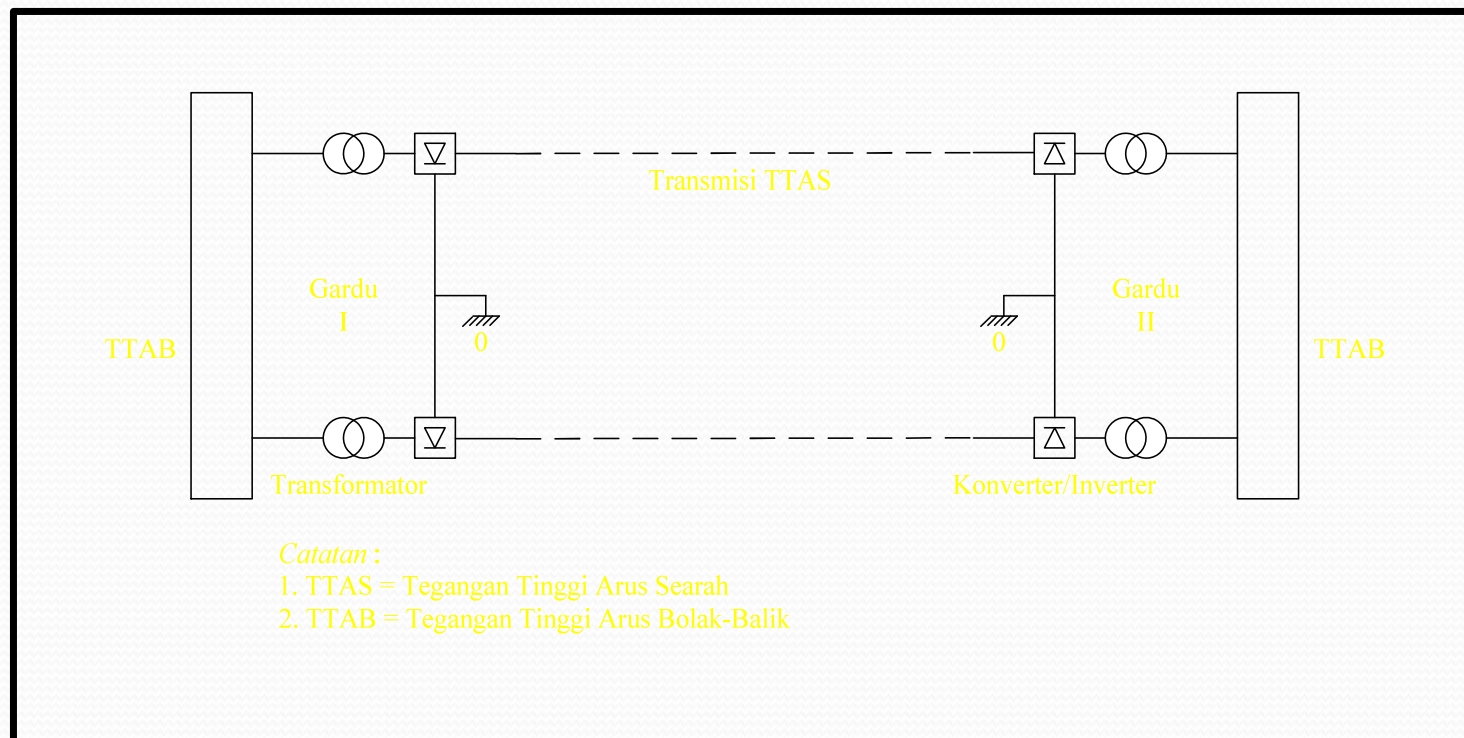 Transmisi TTAS
Gardu
I
Gardu
II
0
0
TTAB
TTAB
Transformator
Konverter/Inverter
Catatan :
1. TTAS = Tegangan Tinggi Arus Searah
2. TTAB = Tegangan Tinggi Arus Bolak-Balik